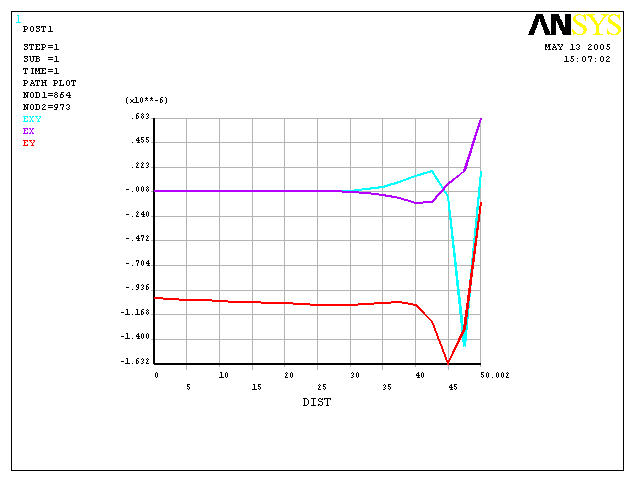 1
POST1
STEP=1
SUB =1
TIME=1
PATH PLOT
NOD1=864
NOD2=973
EXY
EX
EY
ANSYS
MAY 13 2005
15:07:02
(x10**-6)
.683
.455
.223
-.008
-.240
-.472
-.704
-.936
-1.168
-1.400
-1.632
0
5
10
15
20
25
30
35
40
45
50.002
DIST